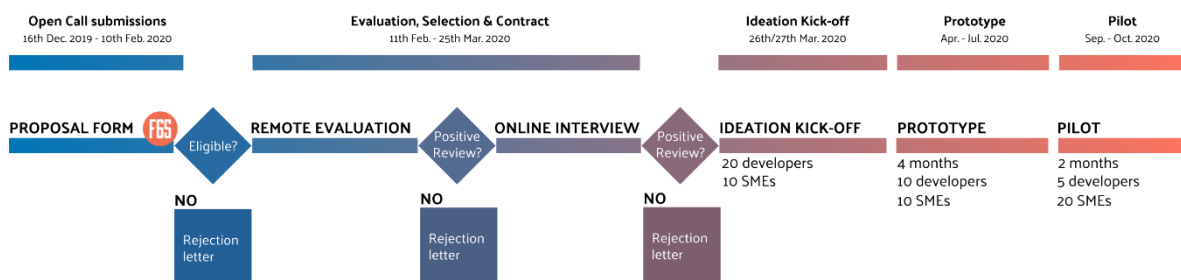 Open Call submissions
16th Dec. 2019 - 10th Feb. 2020
Evaluation, Selection & Contract
11th Feb. - 25th Mar. 2020
Ideation Kick-off
26th/27th Mar. 2020
Prototype
Apr. - Jul. 2020
Pilot
Sep. - Oct. 2020
PROPOSAL FORM
F6S
Eligible?
REMOTE EVALUATION
Positive
Review?
ONLINE INTERVIEW
Positive
Review?
IDEATION KICK-OFF
20 developers
10 SMEs
PROTOTYPE
4 months
10 developers
10 SMEs
PILOT
2 months
5 developers
20 SMEs
NO
Rejection
letter
NO
Rejection
letter
NO
Rejection
letter